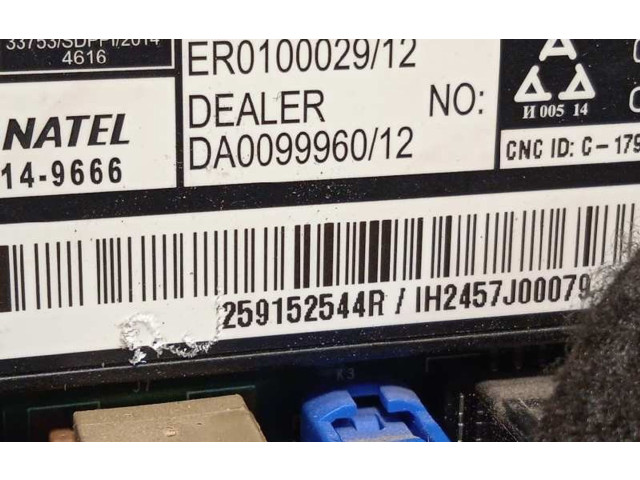 33753/SDPPI/2014
4616
ER0100029/12
DEALER NO:
DA0099960/12
NATEL
14-9666
И 005 14
CNC ID: C-179
259152544R / IH2457J00079
J7
K3